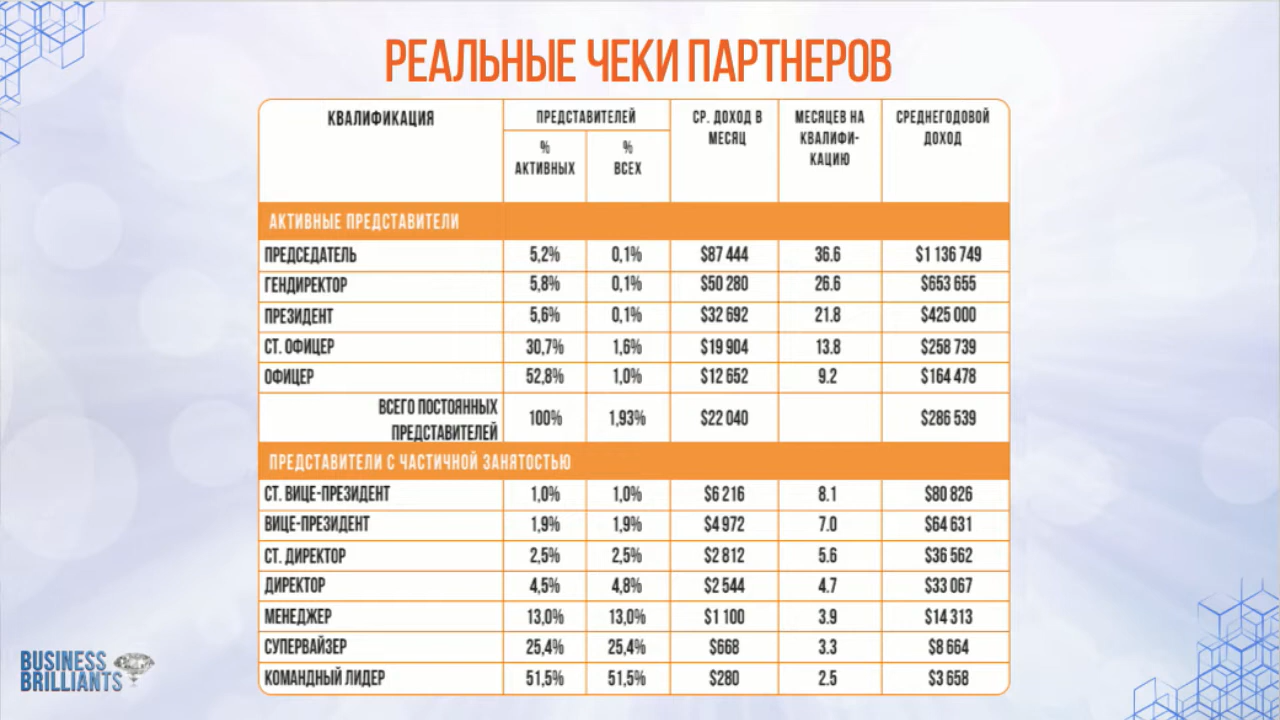 РЕАЛЬНЫЕ ЧЕКИ ПАРТНЕРОВ
КВАЛИФИКАЦИЯ ПРЕДСТАВИТЕЛЕЙ СР. ДОХОД В МЕСЯЦЕВ НА СРЕДНЕГОДОВОЙ
МЕСЯЦ КВАЛИФИ- ДОХОД
% % КАЦИЮ
АКТИВНЫХ ВСЕХ
АКТИВНЫЕ ПРЕДСТАВИТЕЛИ
ПРЕДСЕДАТЕЛЬ 5,2% 0,1% $87 444 36.6 $1 136 749
ГЕНДИРЕКТОР 5,8% 0,1% $50 280 26.6 $653 655
ПРЕЗИДЕНТ 5,6% 0,1% $32 692 21.8 $425 000
СТ. ОФИЦЕР 30,7% 1,6% $19 904 13.8 $258 739
ОФИЦЕР 52,8% 1,0% $12 652 9.2 $164 478
ВСЕГО ПОСТОЯННЫХ
ПРЕДСТАВИТЕЛЕЙ 100% 1,93% $22 040 $286 539
ПРЕДСТАВИТЕЛИ С ЧАСТИЧНОЙ ЗАНЯТОСТЬЮ
СТ. ВИЦЕ-ПРЕЗИДЕНТ 1,0% 1,0% $6 216 8.1 $80 826
ВИЦЕ-ПРЕЗИДЕНТ 1,9% 1,9% $4 972 7.0 $64 631
СТ. ДИРЕКТОР 2,5% 2,5% $2 812 5.6 $36 562
ДИРЕКТОР 4,5% 4,8% $2 544 4.7 $33 067
МЕНЕДЖЕР 13,0% 13,0% $1 100 3.9 $14 313
СУПЕРВАЙЗЕР 25,4% 25,4% $668 3.3 $8 664
КОМАНДНЫЙ ЛИДЕР 51,5% 51,5% $280 2.5 $3 658
BUSINESS
BRILLIANTS